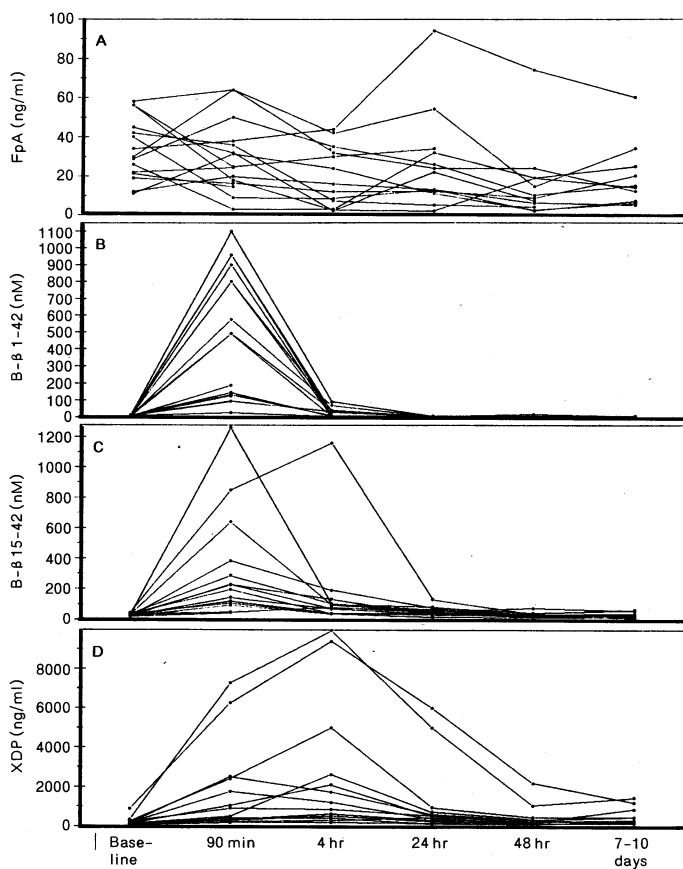 A
FpA (ng/ml)
100
80
60
40
20
0
B
B-β 1-42 (nM)
1100
1000
900
800
700
600
500
400
300
200
100
0
C
B-β 15-42 (nM)
1200
1000
800
600
400
200
0
D
XDP (ng/ml)
8000
6000
4000
2000
0
Base-
line
90 min
4 hr
24 hr
48 hr
7-10
days